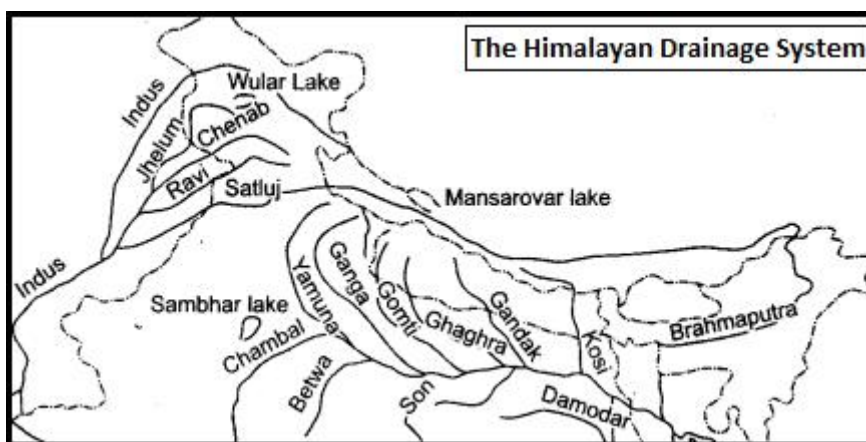 The Himalayan Drainage System
Wular Lake
Indus
Jhelum
Chenab
Ravi
Satluj
Mansarovar lake
Indus
Sambhar lake
Yamuna
Ganga
Gomti
Ghaghra
Gandak
Kosi
Brahmaputra
Chambal
Betwa
Son
Damodar